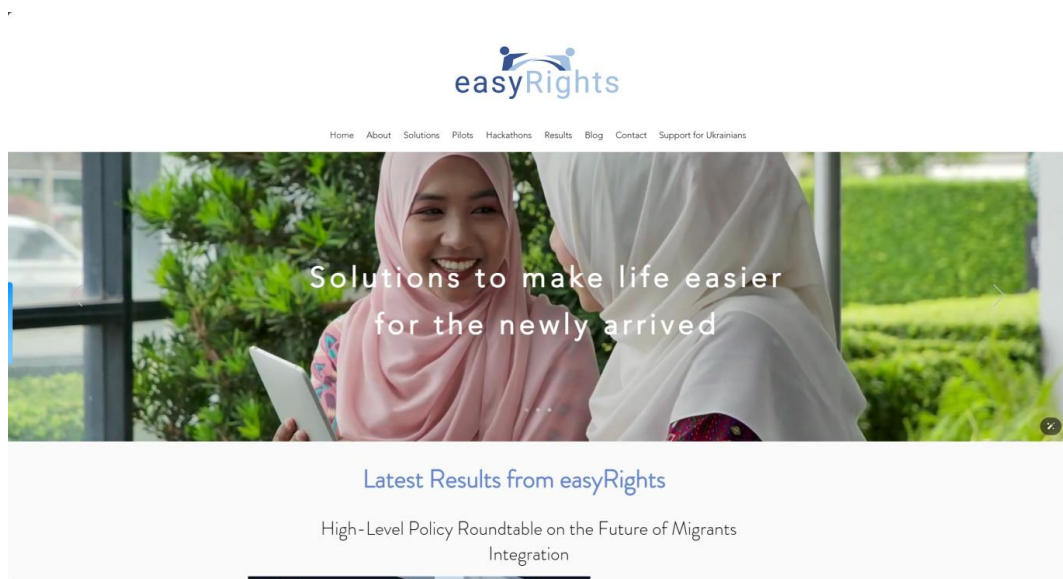 easyRights
Home About Solutions Pilots Hackathons Results Blog Contact Support for Ukrainians
Solutions to make life easier
for the newly arrived
Latest Results from easyRights
High-Level Policy Roundtable on the Future of Migrants
Integration